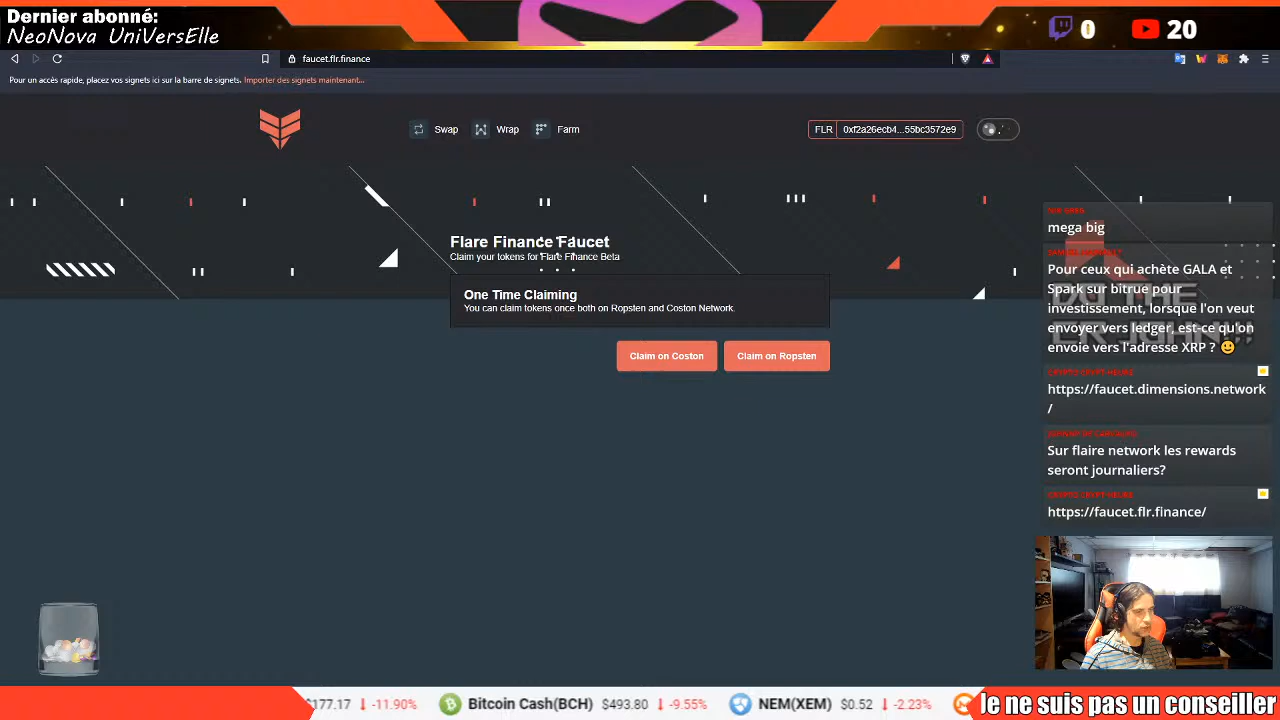 Dernier abonné:
NeoNova UniVersElle
0
20
faucet.flr.finance
Pour un accès rapide, placez vos signets ici sur la barre de signets. Importer des signets maintenant...
Swap
Wrap
Farm
FLR
0xf2a26ecb4...55bc3572e9
Flare Finance Faucet
Claim your tokens for Flare Finance Beta
One Time Claiming
You can claim tokens once both on Ropsten and Coston Network.
Claim on Coston
Claim on Ropsten
mega big
Pour ceux qui achète GALA et
Spark sur bitrue pour
investissement, lorsque l'on veut
envoyer vers ledger, est-ce qu'on
envoie vers l'adresse XRP ? 🙂
https://faucet.dimensions.network
/
Sur flaire network les rewards
seront journaliers?
https://faucet.flr.finance/
$177.17 -11.90%
Bitcoin Cash(BCH) $493.80 -9.55%
NEM(XEM) $0.52 -2.23%
Je ne suis pas un conseiller